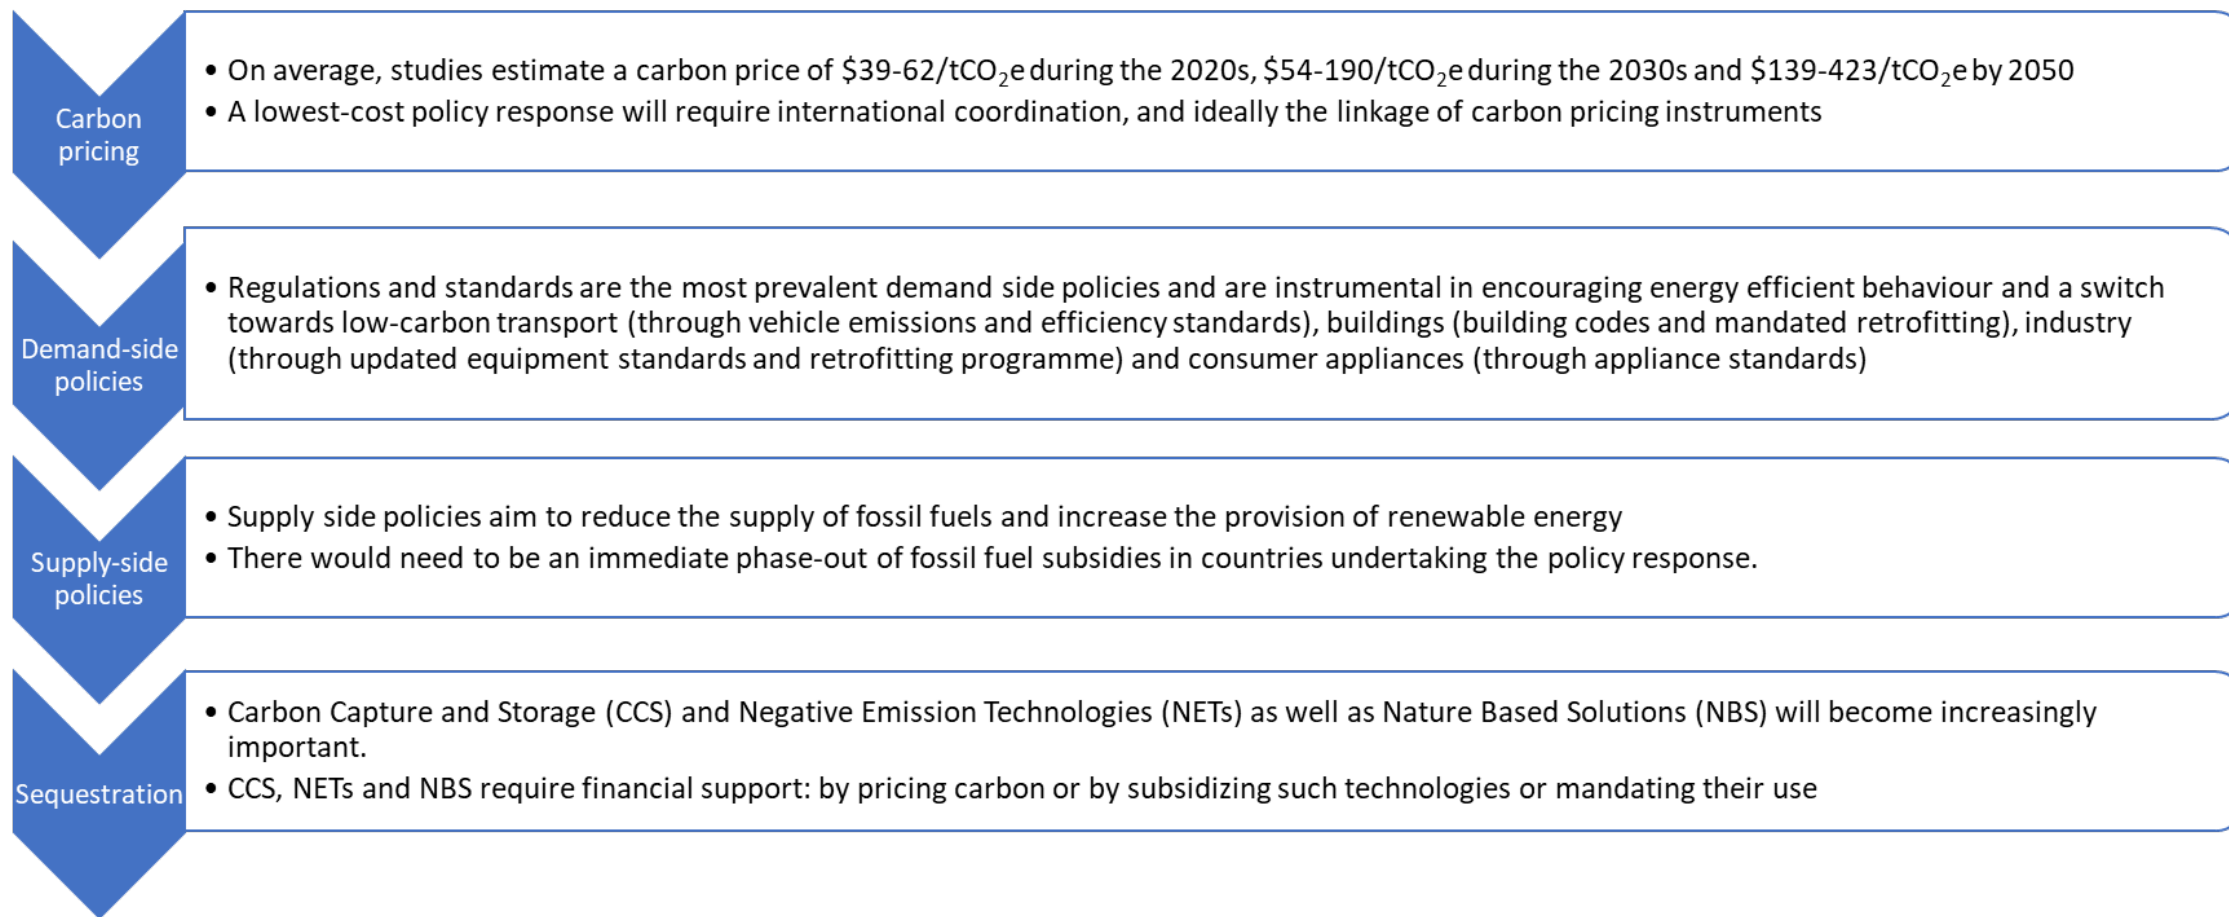 Carbon
pricing
• On average, studies estimate a carbon price of $39-62/tCO₂e during the 2020s, $54-190/tCO₂e during the 2030s and $139-423/tCO₂e by 2050
• A lowest-cost policy response will require international coordination, and ideally the linkage of carbon pricing instruments
Demand-side
policies
• Regulations and standards are the most prevalent demand side policies and are instrumental in encouraging energy efficient behaviour and a switch
towards low-carbon transport (through vehicle emissions and efficiency standards), buildings (building codes and mandated retrofitting), industry
(through updated equipment standards and retrofitting programme) and consumer appliances (through appliance standards)
Supply-side
policies
• Supply side policies aim to reduce the supply of fossil fuels and increase the provision of renewable energy
• There would need to be an immediate phase-out of fossil fuel subsidies in countries undertaking the policy response.
Sequestration
• Carbon Capture and Storage (CCS) and Negative Emission Technologies (NETs) as well as Nature Based Solutions (NBS) will become increasingly
important.
• CCS, NETs and NBS require financial support: by pricing carbon or by subsidizing such technologies or mandating their use